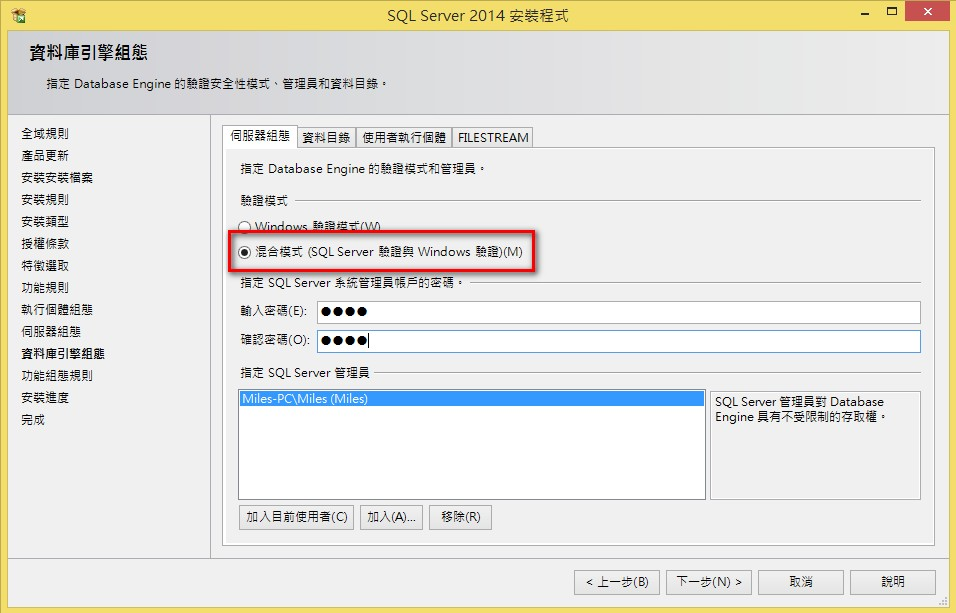 SQL Server 2014 安裝程式
資料庫引擎組態
指定 Database Engine 的驗證安全性模式、管理員和資料目錄。
全域規則
產品更新
安裝安裝檔案
安裝規則
安裝類型
授權條款
特徵選取
功能規則
執行個體組態
伺服器組態
資料庫引擎組態
功能組態規則
安裝進度
完成
伺服器組態 資料目錄 使用者執行個體 FILESTREAM
指定 Database Engine 的驗證模式和管理員。
驗證模式
Windows 驗證模式(W)
混合模式 (SQL Server 驗證與 Windows 驗證)(M)
指定 SQL Server 系統管理員帳戶的密碼。
輸入密碼(E): ●●●●
確認密碼(O): ●●●●
指定 SQL Server 管理員
Miles-PC\Miles (Miles)
SQL Server 管理員對 Database
Engine 具有不受限制的存取權。
加入目前使用者(C) 加入(A)... 移除(R)
< 上一步(B) 下一步(N) > 取消 說明